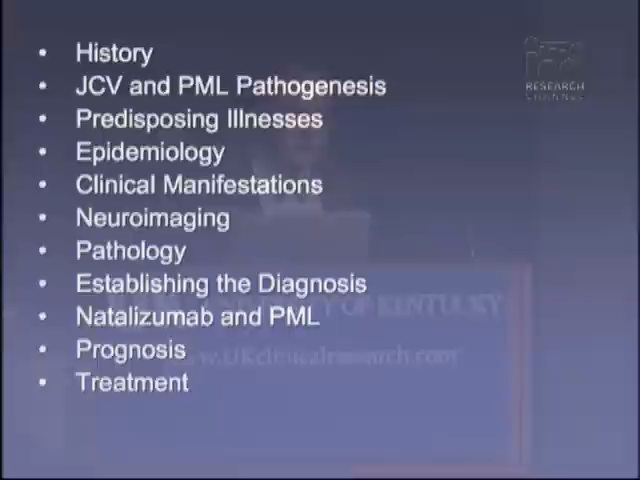 • History
• JCV and PML Pathogenesis
• Predisposing Illnesses
• Epidemiology
• Clinical Manifestations
• Neuroimaging
• Pathology
• Establishing the Diagnosis
• Natalizumab and PML
• Prognosis
• Treatment
RESEARCH
CHANNEL
OF KENTUCKY
www.UKclinicalresearch.com